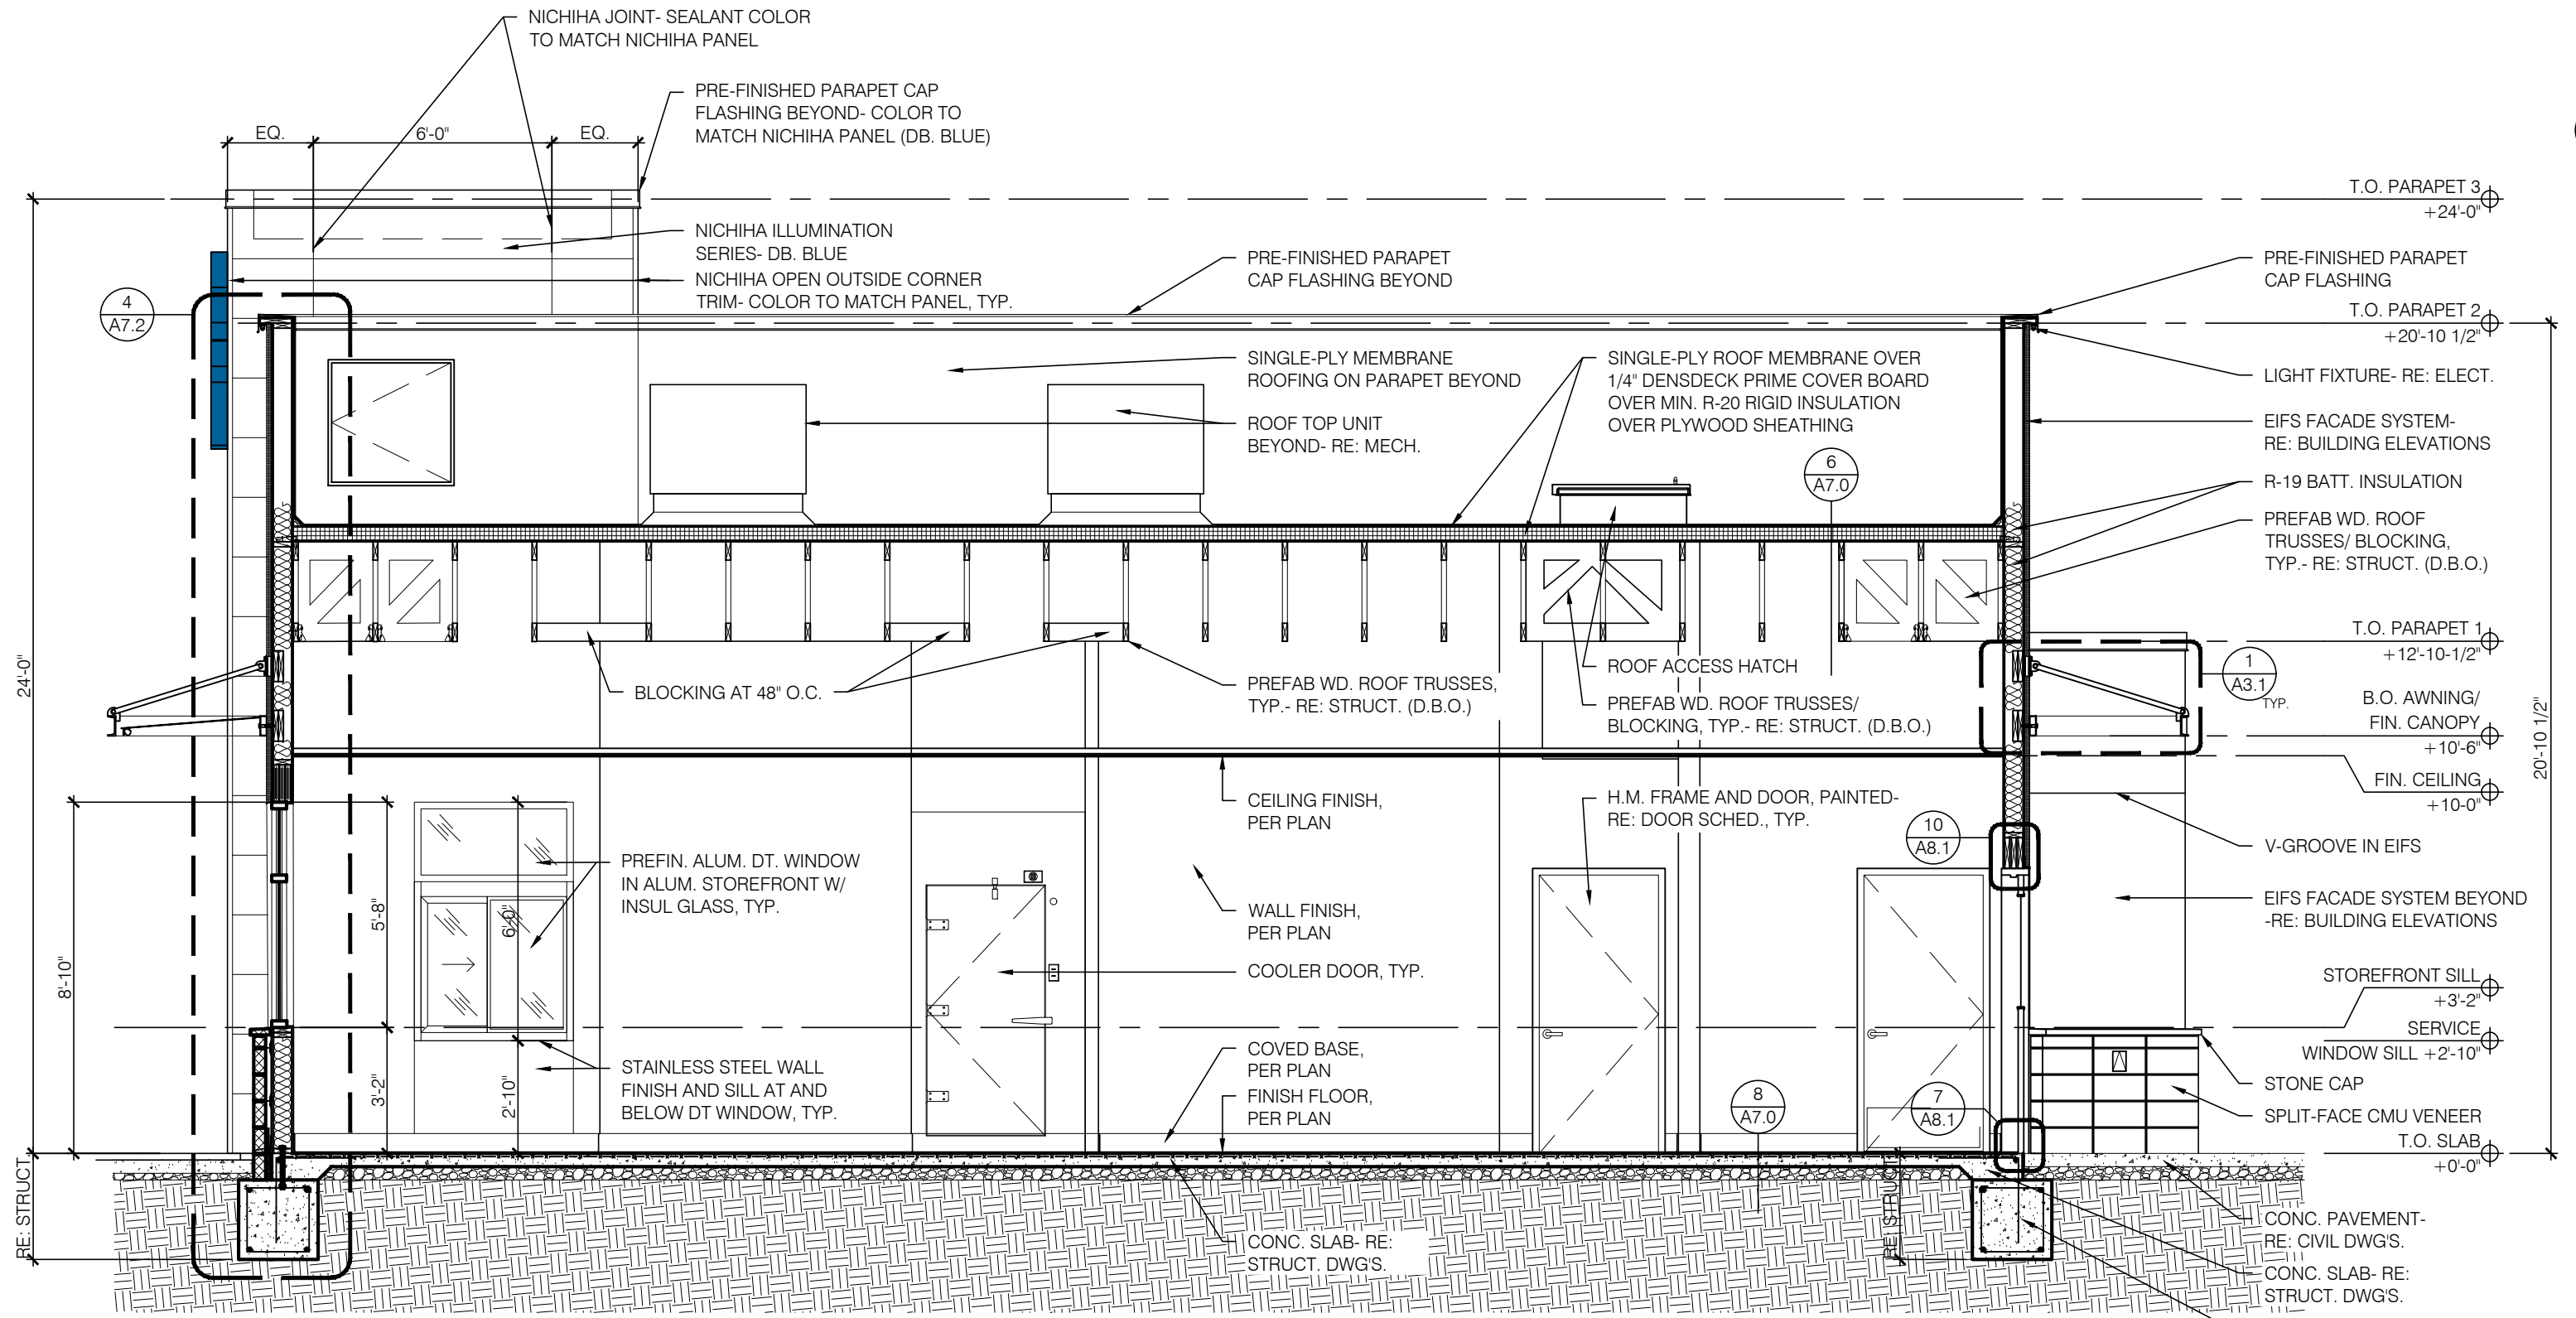 NICHIHA JOINT- SEALANT COLOR
TO MATCH NICHIHA PANEL
PRE-FINISHED PARAPET CAP
FLASHING BEYOND- COLOR TO
MATCH NICHIHA PANEL (DB. BLUE)
EQ.
6'-0"
EQ.
NICHIHA ILLUMINATION
SERIES- DB. BLUE
NICHIHA OPEN OUTSIDE CORNER
TRIM- COLOR TO MATCH PANEL, TYP.
4
A7.2
PRE-FINISHED PARAPET
CAP FLASHING BEYOND
SINGLE-PLY MEMBRANE
ROOFING ON PARAPET BEYOND
ROOF TOP UNIT
BEYOND- RE: MECH.
SINGLE-PLY ROOF MEMBRANE OVER
1/4" DENSDECK PRIME COVER BOARD
OVER MIN. R-20 RIGID INSULATION
OVER PLYWOOD SHEATHING
6
A7.0
T.O. PARAPET 3
+24'-0"
PRE-FINISHED PARAPET
CAP FLASHING
T.O. PARAPET 2
+20'-10 1/2"
LIGHT FIXTURE- RE: ELECT.
EIFS FACADE SYSTEM-
RE: BUILDING ELEVATIONS
R-19 BATT. INSULATION
PREFAB WD. ROOF
TRUSSES/ BLOCKING,
TYP.- RE: STRUCT. (D.B.O.)
T.O. PARAPET 1
+12'-10-1/2"
1
A3.1
TYP.
B.O. AWNING/
FIN. CANOPY
+10'-6"
FIN. CEILING
+10-0"
20'-10 1/2"
24'-0"
BLOCKING AT 48" O.C.
PREFAB WD. ROOF TRUSSES,
TYP.- RE: STRUCT. (D.B.O.)
ROOF ACCESS HATCH
PREFAB WD. ROOF TRUSSES/
BLOCKING, TYP.- RE: STRUCT. (D.B.O.)
CEILING FINISH,
PER PLAN
H.M. FRAME AND DOOR, PAINTED-
RE: DOOR SCHED., TYP.
10
A8.1
V-GROOVE IN EIFS
EIFS FACADE SYSTEM BEYOND
-RE: BUILDING ELEVATIONS
PREFIN. ALUM. DT. WINDOW
IN ALUM. STOREFRONT W/
INSUL GLASS, TYP.
8'-10"
5'-8"
6'-0"
WALL FINISH,
PER PLAN
COOLER DOOR, TYP.
STOREFRONT SILL
+3'-2"
SERVICE
WINDOW SILL +2'-10"
STONE CAP
SPLIT-FACE CMU VENEER
T.O. SLAB
+0'-0"
3'-2"
2'-10"
STAINLESS STEEL WALL
FINISH AND SILL AT AND
BELOW DT WINDOW, TYP.
COVED BASE,
PER PLAN
FINISH FLOOR,
PER PLAN
8
A7.0
7
A8.1
RE. STRUCT
RE STRUCT
CONC. SLAB- RE:
STRUCT. DWG'S.
CONC. PAVEMENT-
RE: CIVIL DWG'S.
CONC. SLAB- RE:
STRUCT. DWG'S.